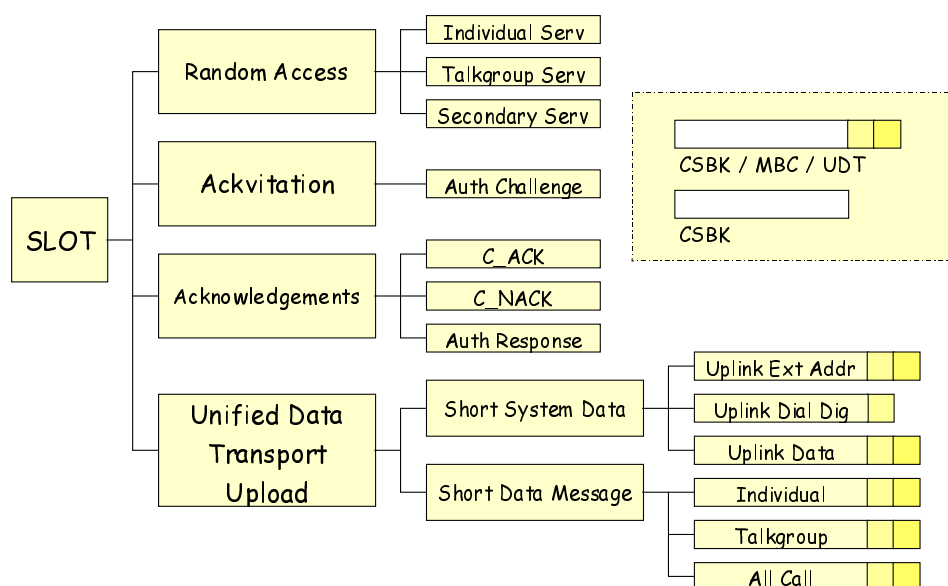 SLOT
Random Access
Individual Serv
Talkgroup Serv
Secondary Serv
Ackvitation
Auth Challenge
Acknowledgements
C_ACK
C_NACK
Auth Response
Unified Data
Transport
Upload
Short System Data
Uplink Ext Addr
Uplink Dial Dig
Uplink Data
Short Data Message
Individual
Talkgroup
All Call
CSBK / MBC / UDT
CSBK